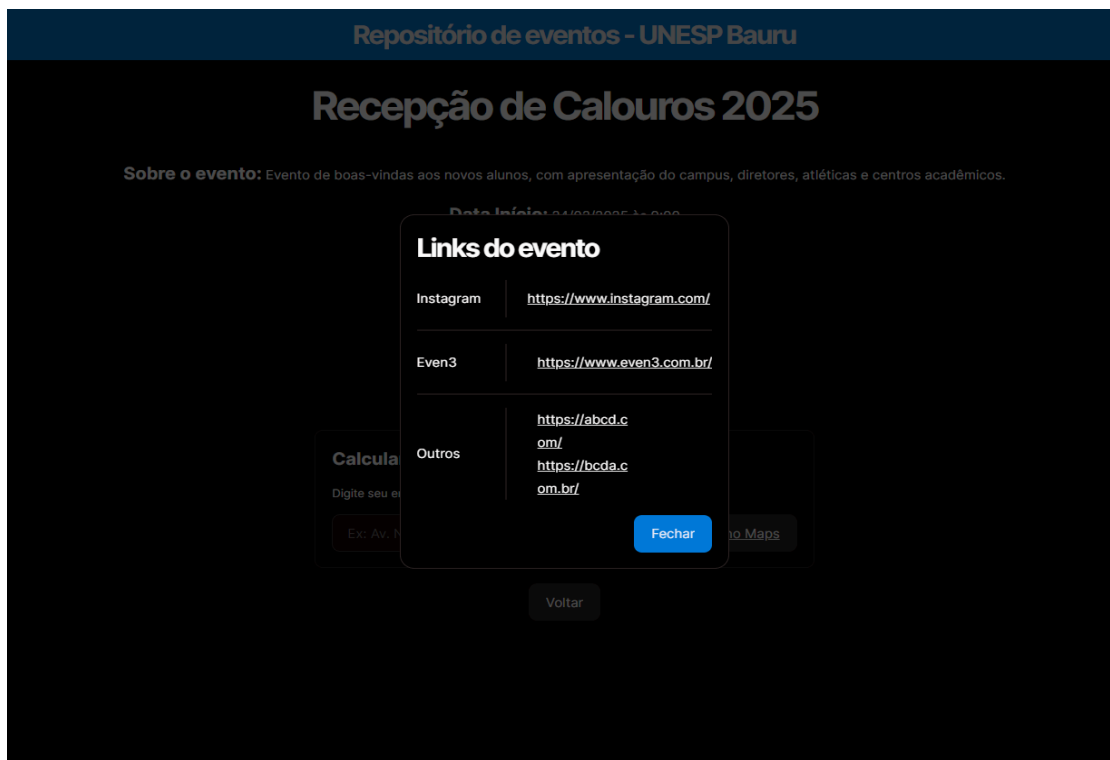 Repositório de eventos - UNESP Bauru
Recepção de Calouros 2025
Sobre o evento: Evento de boas-vindas aos novos alunos, com apresentação do campus, diretores, atléticas e centros acadêmicos.
Data Início:
Links do evento
Instagram
https://www.instagram.com/
Even3
https://www.even3.com.br/
Outros
https://abcd.c
om/
https://bcda.c
om.br/
Fechar
Calcula
Digite seu e
Ex: Av. N
no Maps
Voltar